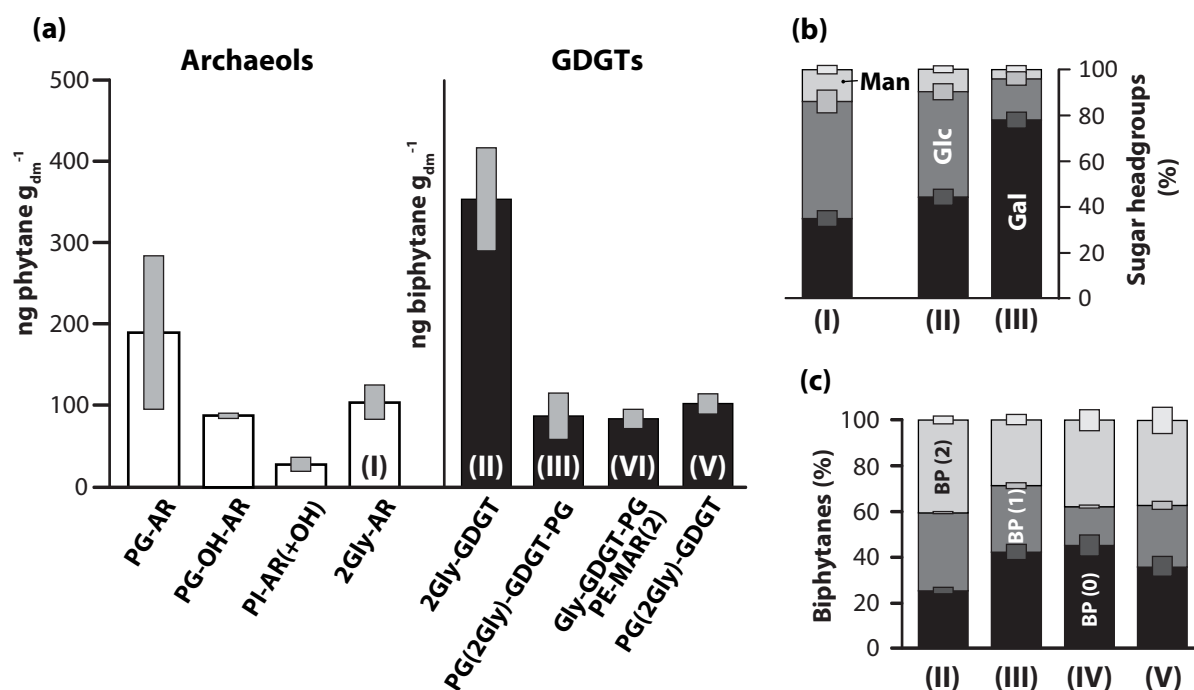 (a)
Archaeols
GDGTs
ng phytane g dm -1
500
400
300
200
100
0
ng biphytane g dm -1
(I)
(II)
(III)
(VI)
(V)
PG-AR
PG-OH-AR
PI-AR(+OH)
2Gly-AR
2Gly-GDGT
PG(2Gly)-GDGT-PG
Gly-GDGT-PG
PE-MAR(2)
PG(2Gly)-GDGT
(b)
Man
Glc
Gal
100
80
60
40
20
0
Sugar headgroups
(%)
(I)
(II)
(III)
(c)
Biphytanes (%)
100
80
60
40
20
0
BP (2)
BP (1)
BP (0)
(II)
(III)
(IV)
(V)